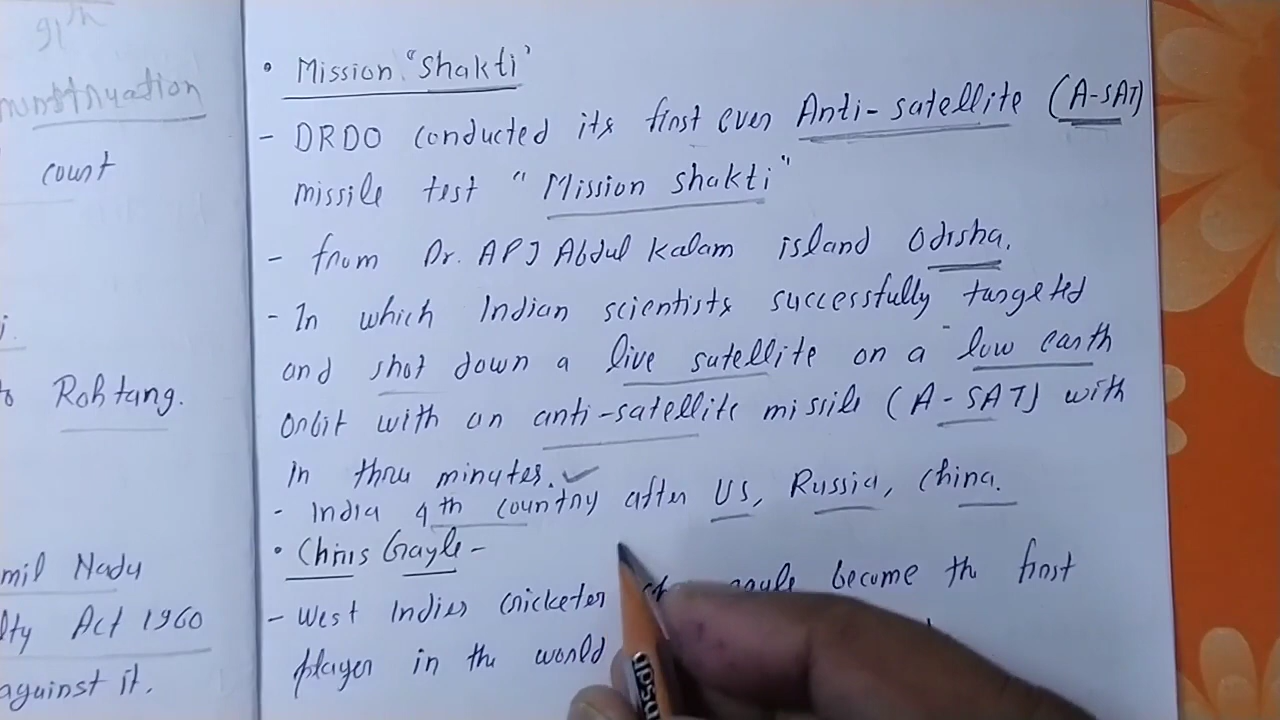 91th
count
Rohtang.
mil Nadu
lty Act 1960
against it.
• Mission "Shakti"
- DRDO conducted its first ever Anti-satellite (A-SAT)
missile test "Mission Shakti"
- from Dr. APJ Abdul Kalam island Odisha.
- In which Indian scientists successfully targeted
and shot down a live satellite on a low earth
orbit with an anti-satellite missile (A-SAT) with
in three minutes.
- India 4th country after US, Russia, China.
• Chris Gayle -
- West Indies cricketer gayle become the first
player in the world